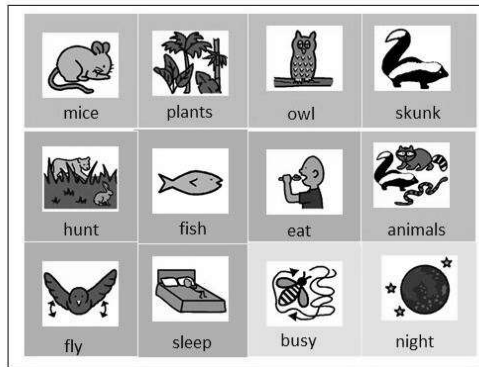 mice plants owl skunk
hunt fish eat animals
fly sleep busy night